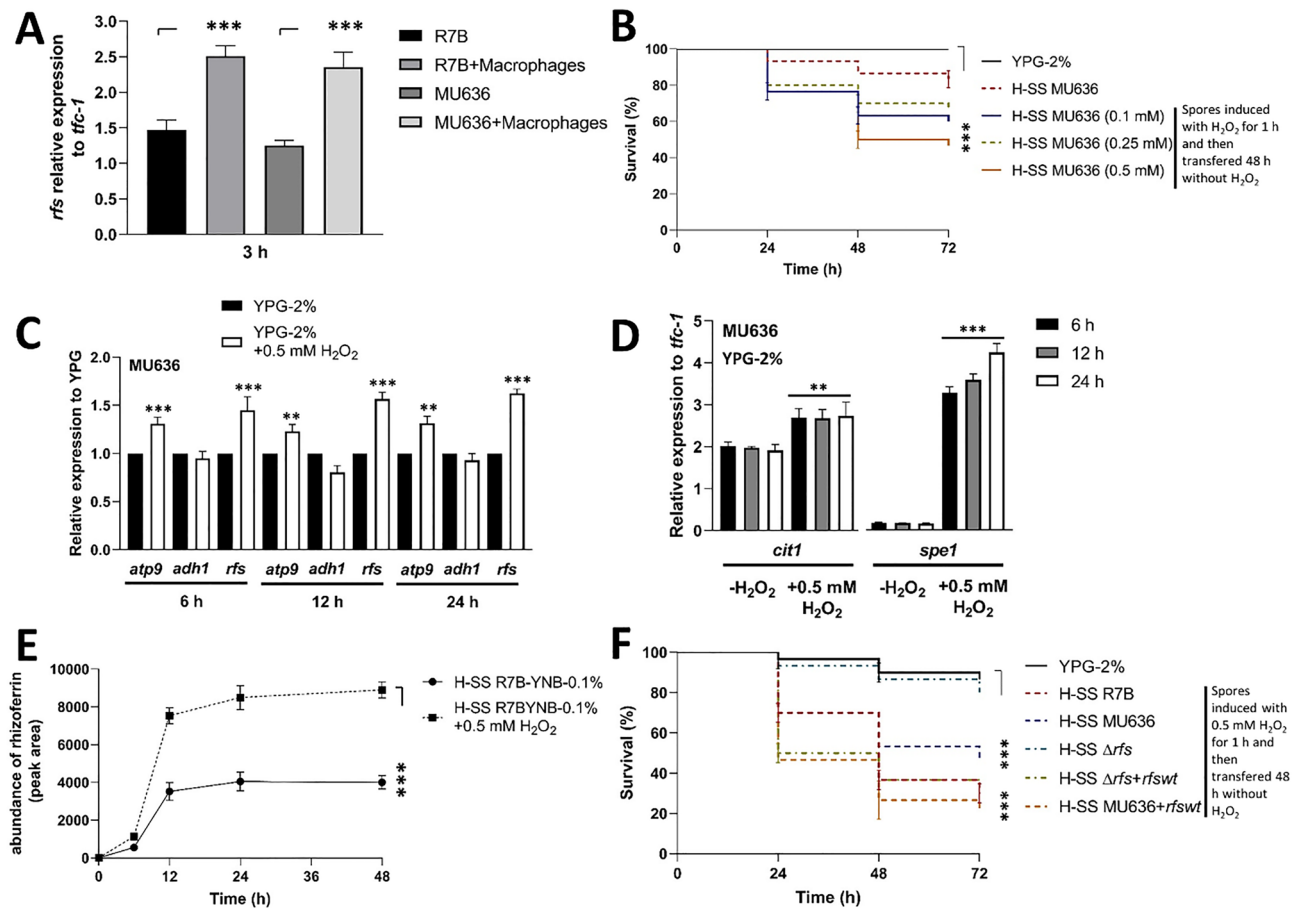 A
rfs relative expression
to tfc-1
3.0
2.5
2.0
1.5
1.0
0.5
0.0
***
***
3 h
R7B
R7B+Macrophages
MU636
MU636+Macrophages
B
Survival (%)
100
80
60
40
20
0
0
24
48
72
Time (h)
***
YPG-2%
H-SS MU636
H-SS MU636 (0.1 mM)
H-SS MU636 (0.25 mM)
H-SS MU636 (0.5 mM)
Spores induced
with H₂O₂ for 1 h
and then
transfered 48 h
without H₂O₂
C
YPG-2%
YPG-2%
+0.5 mM H₂O₂
Relative expression to YPG
2.0
1.5
1.0
0.5
0.0
MU636
***
***
**
***
**
***
atp9 adh1 rfs atp9 adh1 rfs atp9 adh1 rfs
6 h 12 h 24 h
D
Relative expression to tfc-1
5
4
3
2
1
0
MU636
YPG-2%
**
***
6 h
12 h
24 h
cit1 spe1
-H₂O₂ +0.5 mM -H₂O₂ +0.5 mM
H₂O₂ H₂O₂
E
abundance of rhizoferrin
(peak area)
10000
8000
6000
4000
2000
0
0 12 24 36 48
Time (h)
***
H-SS R7B-YNB-0.1%
H-SS R7BYNB-0.1%
+0.5 mM H₂O₂
F
Survival (%)
100
80
60
40
20
0
0 24 48 72
Time (h)
***
***
YPG-2%
H-SS R7B
H-SS MU636
H-SS Δrfs
H-SS Δrfs+rfswt
H-SS MU636+rfswt
Spores
induced with
0.5 mM H₂O₂
for 1 h and
then
transfered 48
h without
H₂O₂